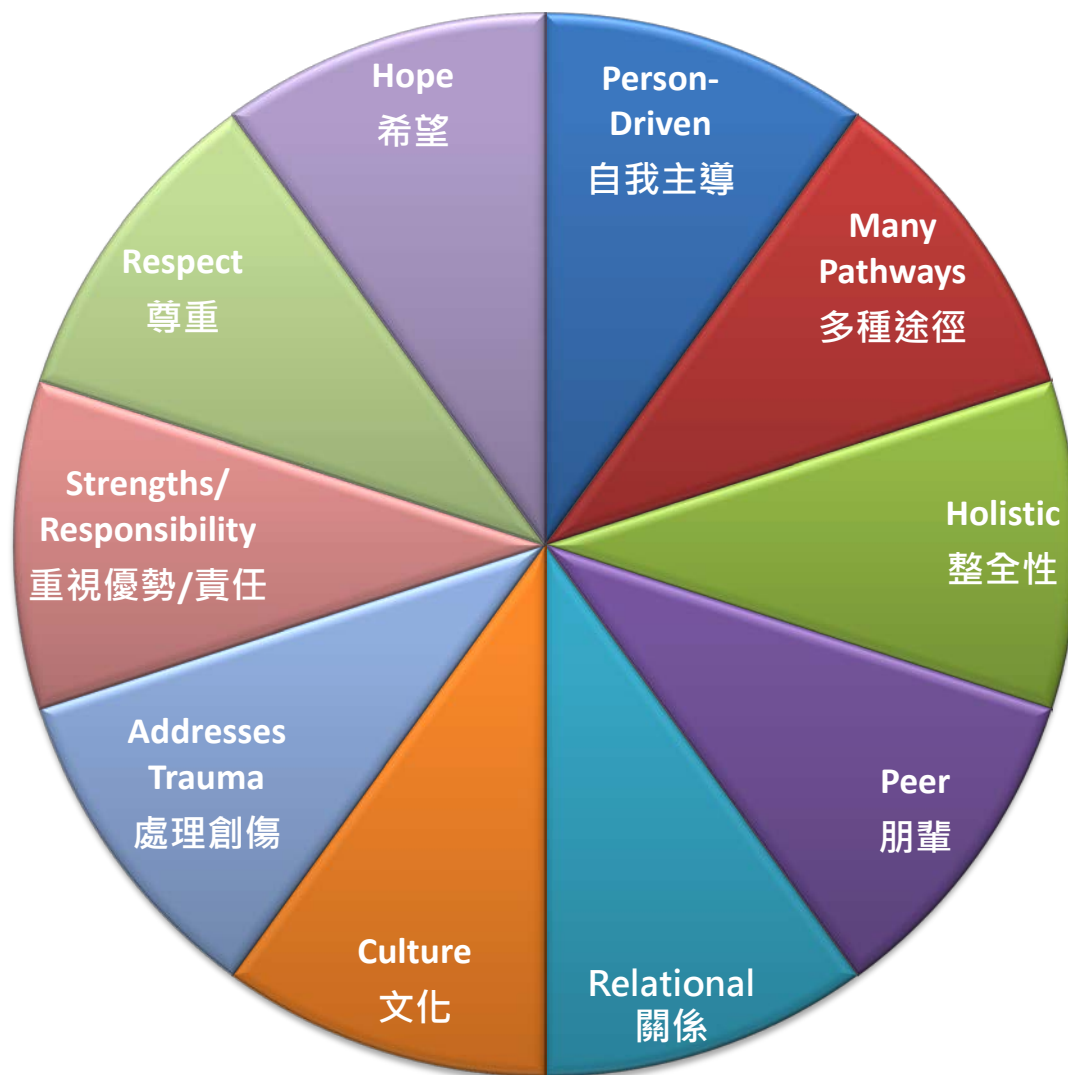 Hope
希望
Person-
Driven
自我主導
Many
Pathways
多種途徑
Holistic
整全性
Peer
朋輩
Relational
關係
Culture
文化
Addresses
Trauma
處理創傷
Strengths/
Responsibility
重視優勢/責任
Respect
尊重